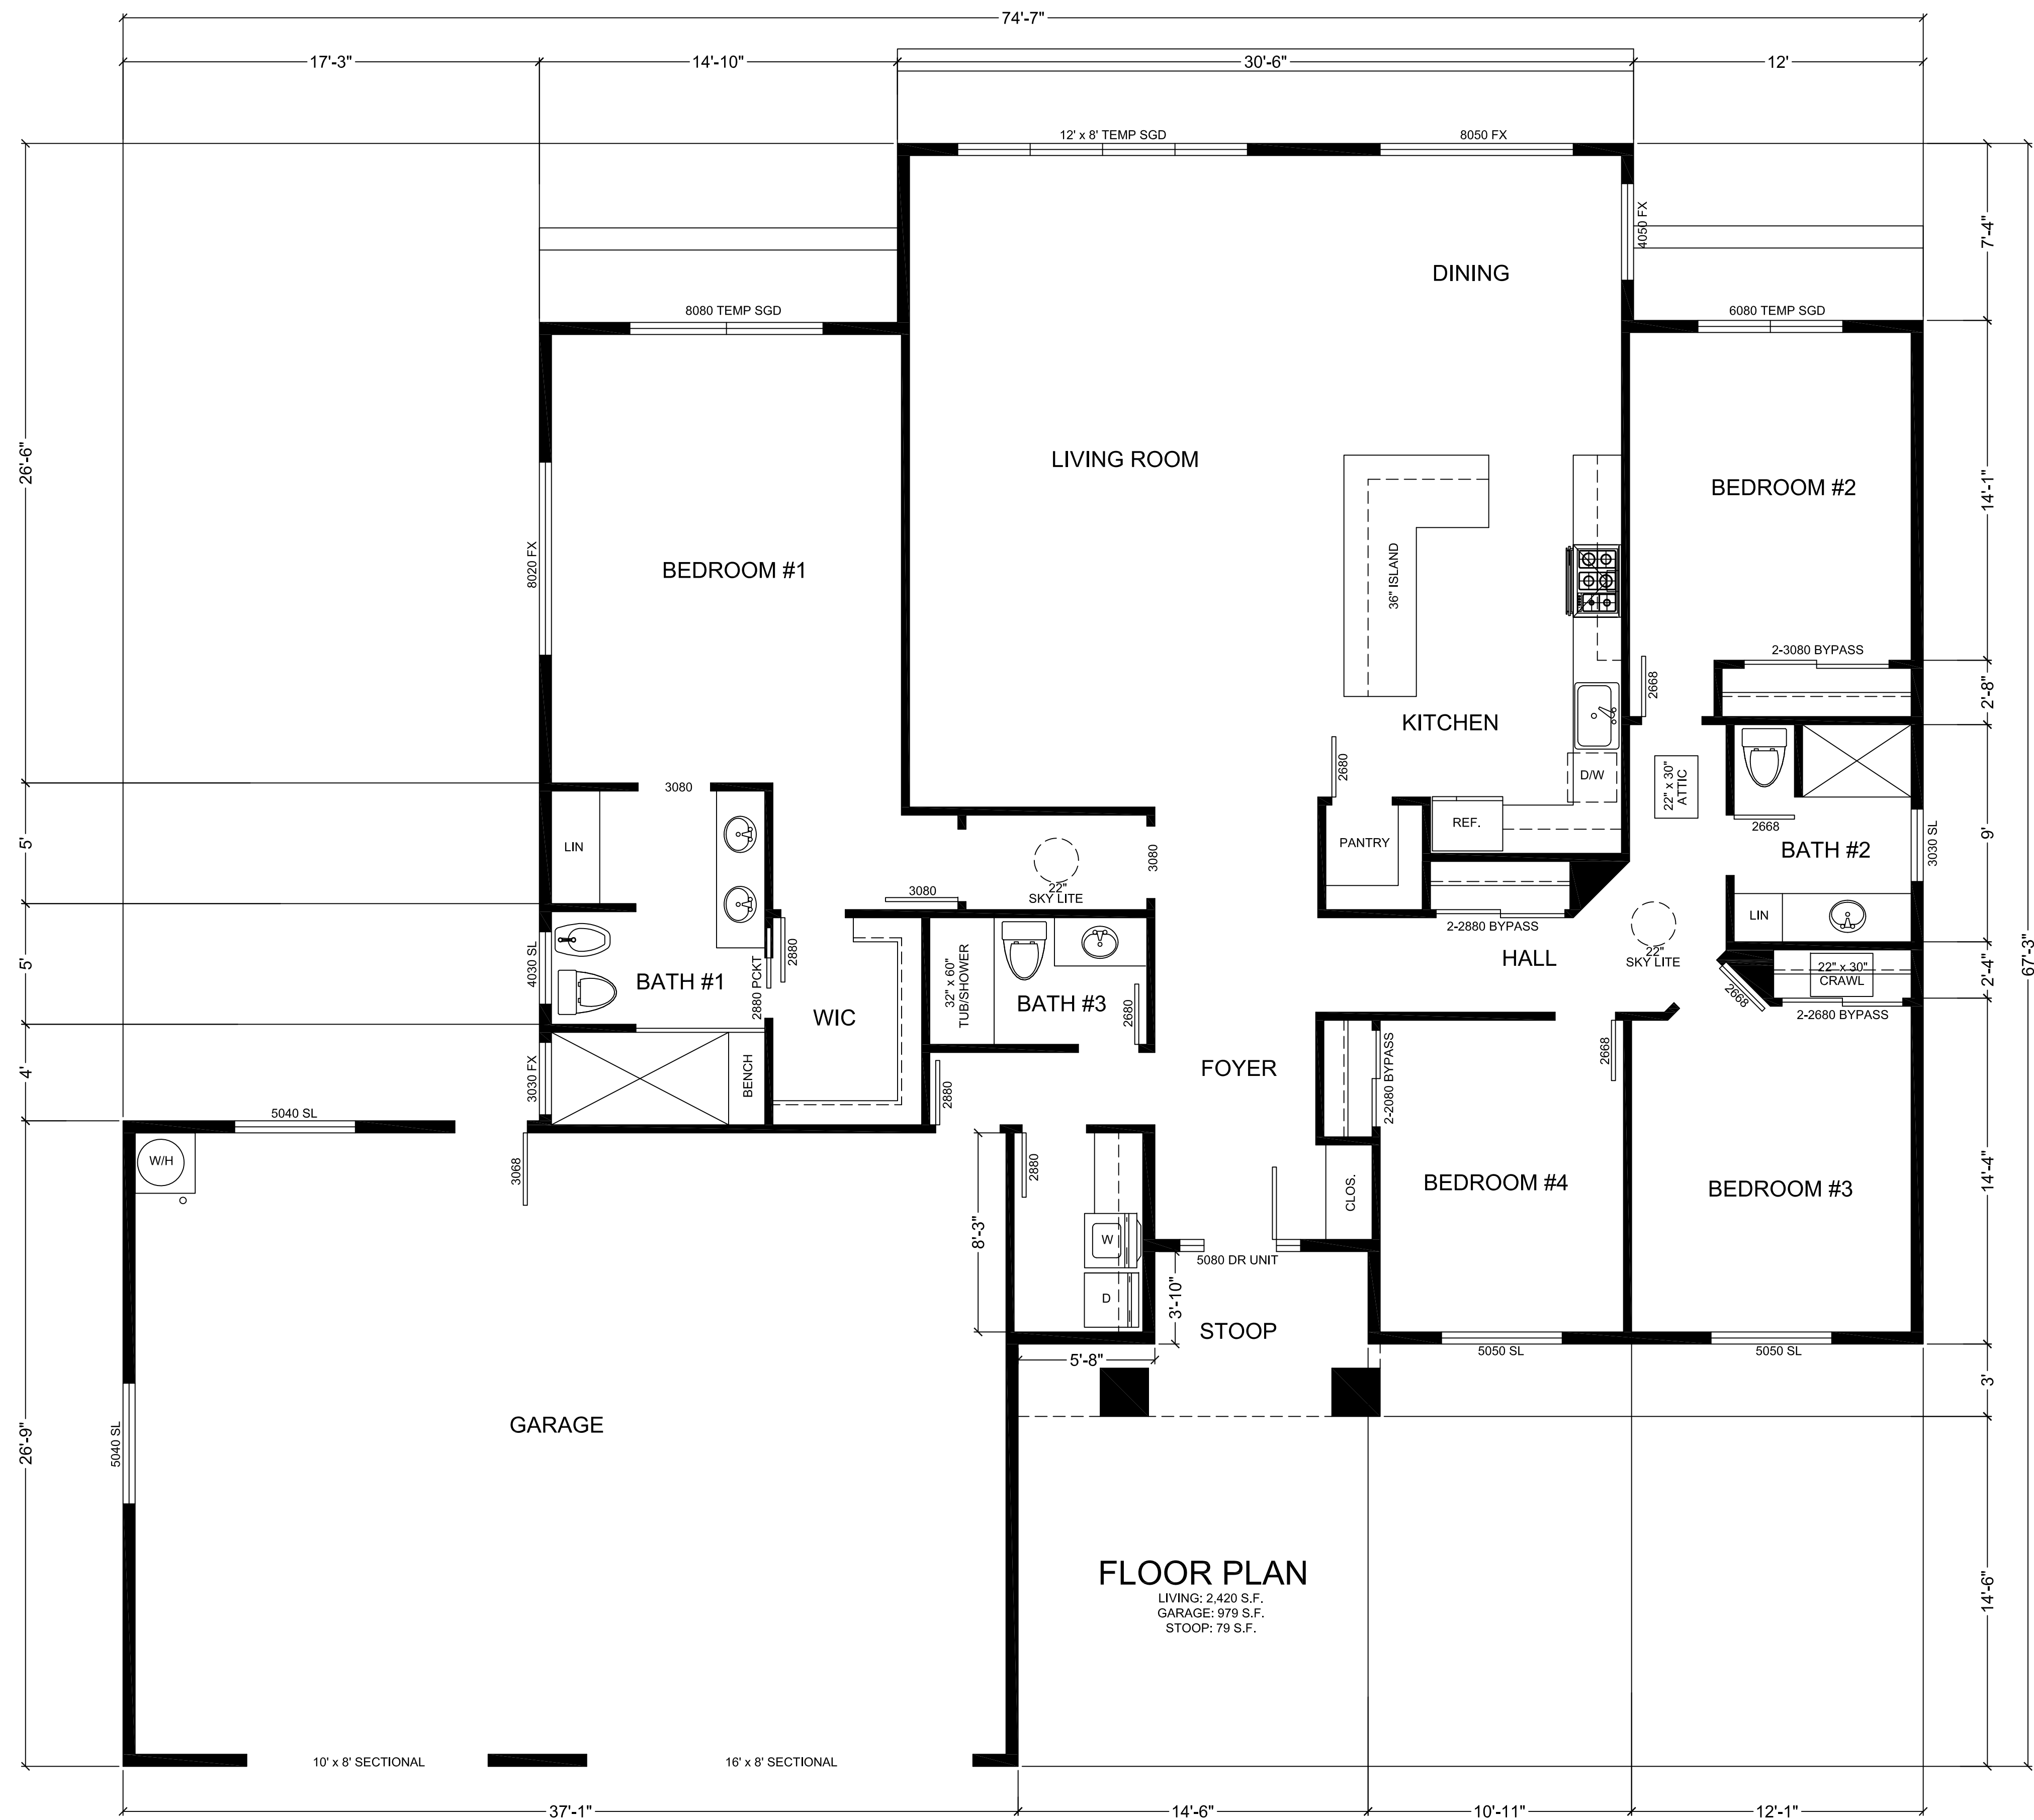 74'-7"
17'-3"
14'-10"
30'-6"
12'
12' x 8' TEMP SGD
8050 FX
4050 FX
7'-4"
DINING
8080 TEMP SGD
6080 TEMP SGD
26'-6"
LIVING ROOM
BEDROOM #2
14'-1"
8020 FX
BEDROOM #1
36" ISLAND
2-3080 BYPASS
2668
2'-8"
KITCHEN
2680
D/W
22" x 30"
ATTIC
3080
LIN
REF.
PANTRY
2668
BATH #2
3030 SL
9'
5'
3080
22"
SKY LITE
3080
2-2880 BYPASS
LIN
4030 SL
5'
BATH #1
2880 PCKT
2880
WIC
32" x 60"
TUB/SHOWER
BATH #3
2680
HALL
22"
SKY LITE
22" x 30"
CRAWL
2668
2-2680 BYPASS
2'-4"
67'-3"
4'
3030 FX
BENCH
2880
FOYER
2-2080 BYPASS
2668
5040 SL
W/H
3068
2880
8'-3"
W
D
CLOS.
BEDROOM #4
BEDROOM #3
14'-4"
5080 DR UNIT
3'-10"
STOOP
5'-8"
5050 SL
5050 SL
3'
26'-9"
5040 SL
GARAGE
FLOOR PLAN
LIVING: 2,420 S.F.
GARAGE: 979 S.F.
STOOP: 79 S.F.
14'-6"
10' x 8' SECTIONAL
16' x 8' SECTIONAL
37'-1"
14'-6"
10'-11"
12'-1"